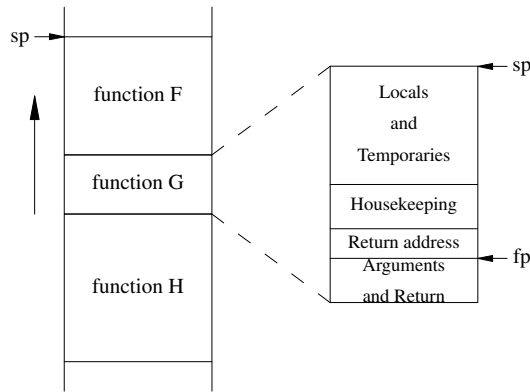 sp
function F
function G
function H
sp
Locals
and
Temporaries
Housekeeping
Return address
fp
Arguments
and Return